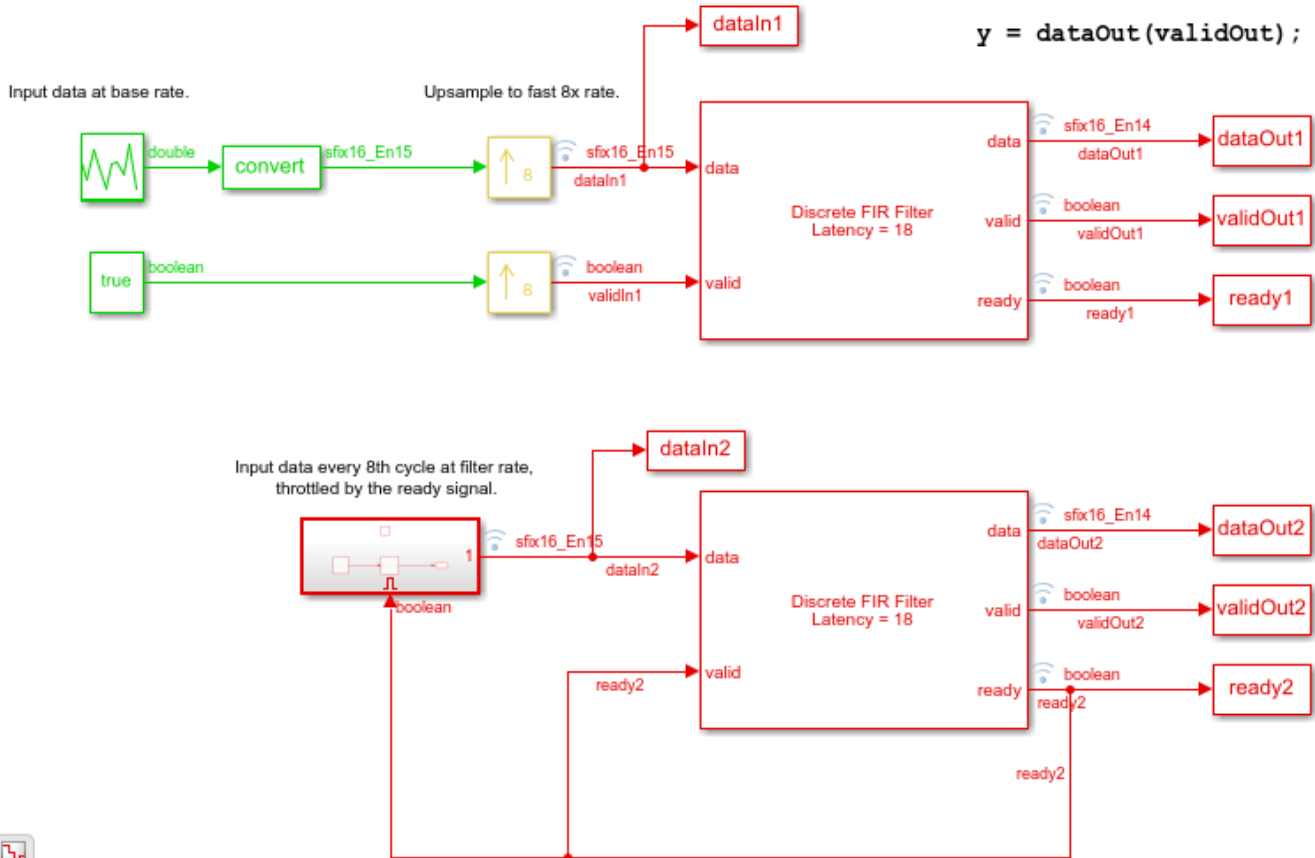 dataIn1
y = dataOut(validOut);
Input data at base rate.
Upsample to fast 8x rate.
double
convert
sfix16_En15
8
sfix16_En15
dataIn1
data
data
sfix16_En14
dataOut1
dataOut1
Discrete FIR Filter
Latency = 18
valid
boolean
validOut1
validOut1
true
boolean
8
boolean
validIn1
valid
ready
boolean
ready1
ready1
dataIn2
Input data every 8th cycle at filter rate,
throttled by the ready signal.
1
sfix16_En15
dataIn2
data
data
sfix16_En14
dataOut2
dataOut2
boolean
Discrete FIR Filter
Latency = 18
valid
boolean
validOut2
validOut2
ready2
valid
ready
boolean
ready2
ready2
ready2